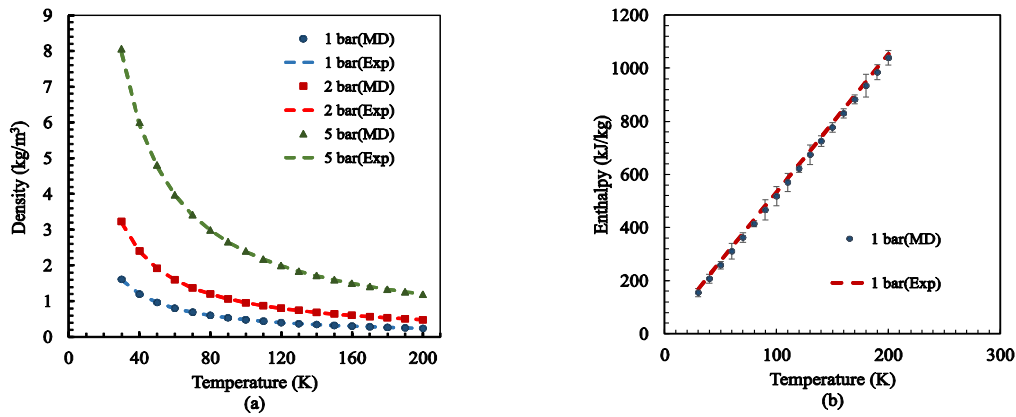 9
8
7
6
5
4
3
2
1
0
Density (kg/m³)
1 bar(MD)
1 bar(Exp)
2 bar(MD)
2 bar(Exp)
5 bar(MD)
5 bar(Exp)
0 40 80 120 160 200
Temperature (K)
(a)
1200
1000
800
600
400
200
0
Enthalpy (kJ/kg)
1 bar(MD)
1 bar(Exp)
0 100 200 300
Temperature (K)
(b)